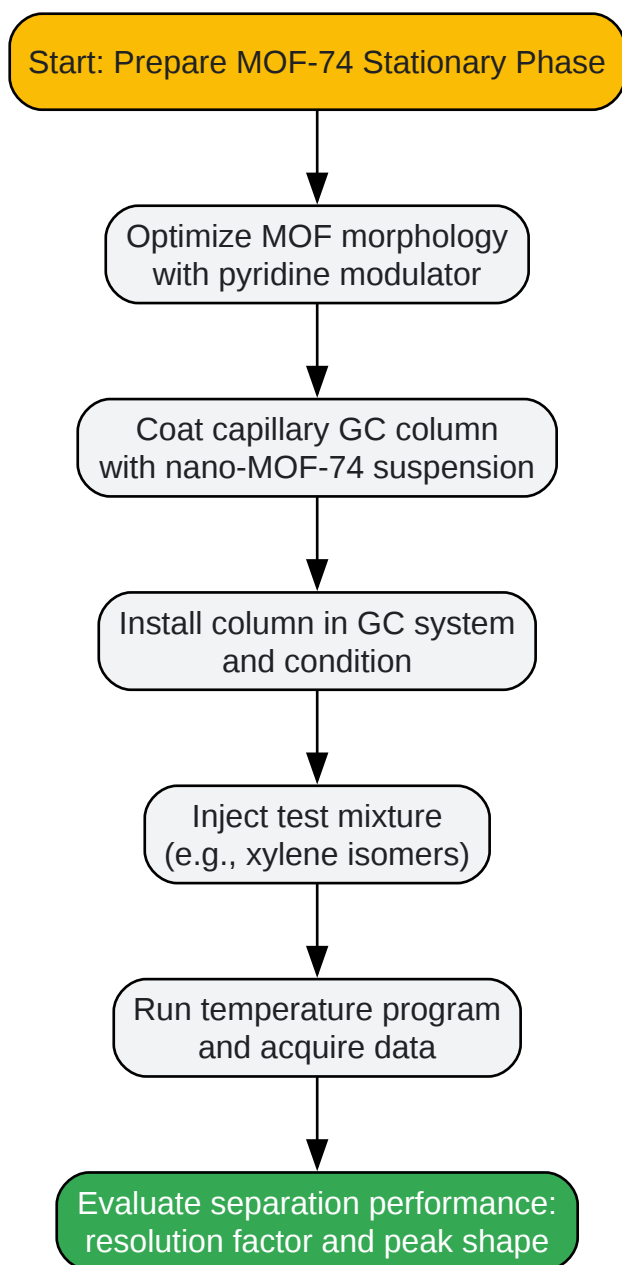 Start: Prepare MOF-74 Stationary Phase
Optimize MOF morphology
with pyridine modulator
Coat capillary GC column
with nano-MOF-74 suspension
Install column in GC system
and condition
Inject test mixture
(e.g., xylene isomers)
Run temperature program
and acquire data
Evaluate separation performance:
resolution factor and peak shape